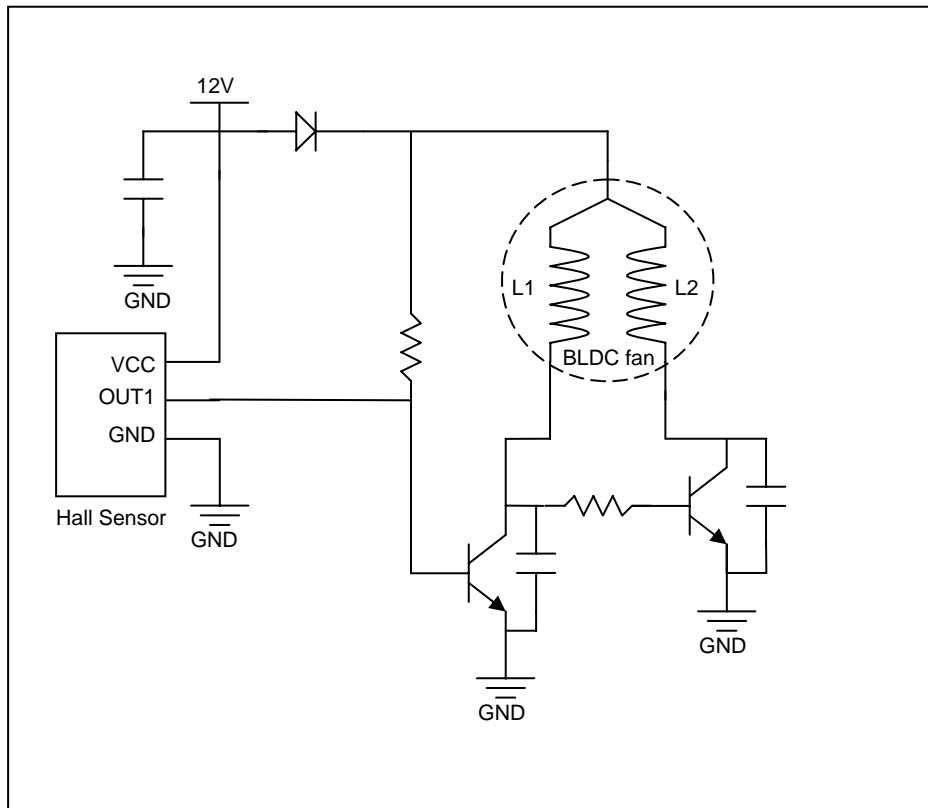 12V
GND
L1
L2
BLDC fan
VCC
OUT1
GND
Hall Sensor
GND
GND
GND